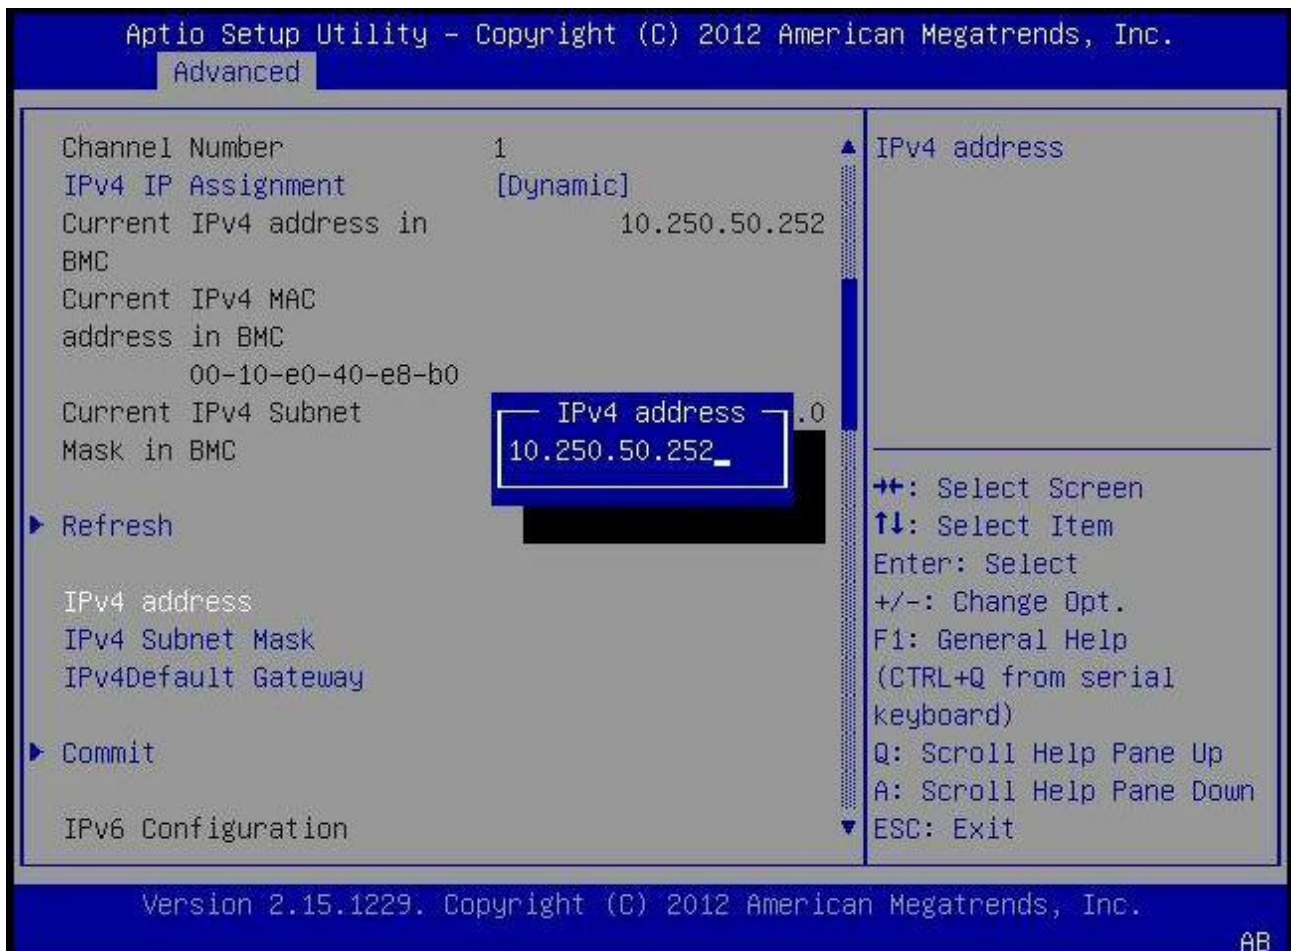 Aptio Setup Utility – Copyright (C) 2012 American Megatrends, Inc.
Advanced
Channel Number 1
IPv4 IP Assignment [Dynamic]
Current IPv4 address in 10.250.50.252
BMC
Current IPv4 MAC
address in BMC
00-10-e0-40-e8-b0
Current IPv4 Subnet .0
Mask in BMC
Refresh
IPv4 address
IPv4 Subnet Mask
IPv4Default Gateway
Commit
IPv6 Configuration
IPv4 address
10.250.50.252
IPv4 address
→←: Select Screen
↑↓: Select Item
Enter: Select
+/-: Change Opt.
F1: General Help
(CTRL+Q from serial
keyboard)
Q: Scroll Help Pane Up
A: Scroll Help Pane Down
ESC: Exit
Version 2.15.1229. Copyright (C) 2012 American Megatrends, Inc.
AB